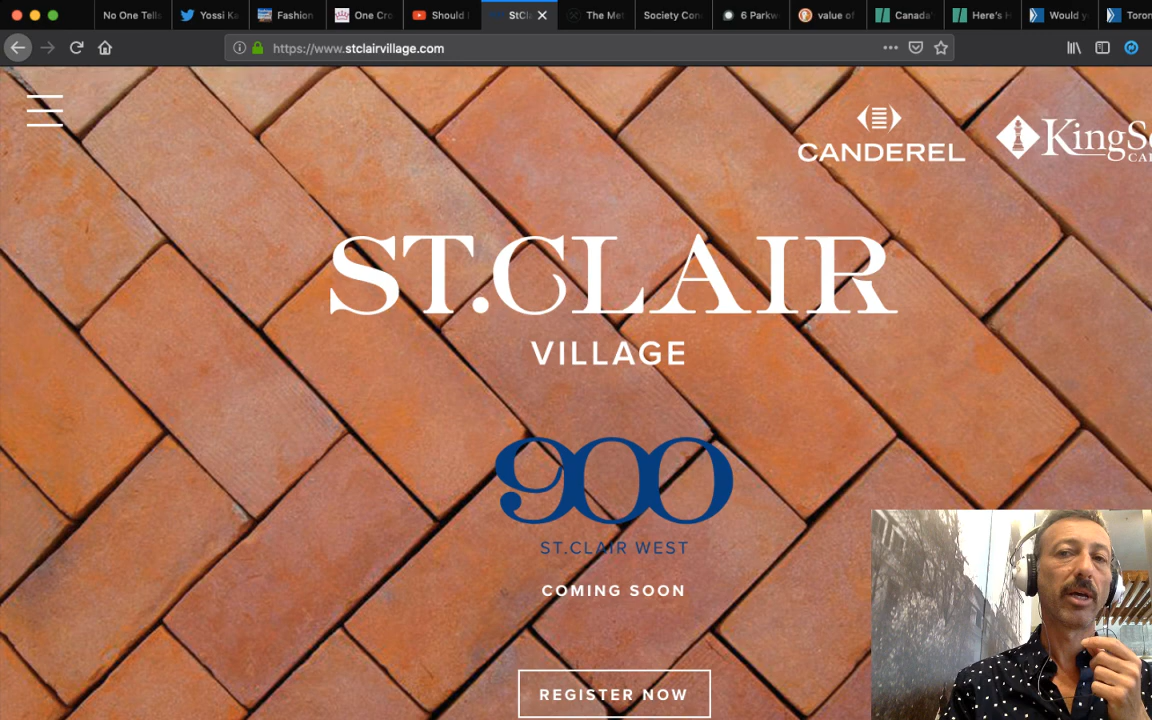 No One Tells
Yossi Ka
Fashion
One Cro
Should
StCla
The Met
Society Con
6 Parkw
value of
Canada'
Here's H
Would y
Toron
https://www.stclairvillage.com
CANDEREL
KingSe
CA
ST.CLAIR
VILLAGE
900
ST.CLAIR WEST
COMING SOON
REGISTER NOW